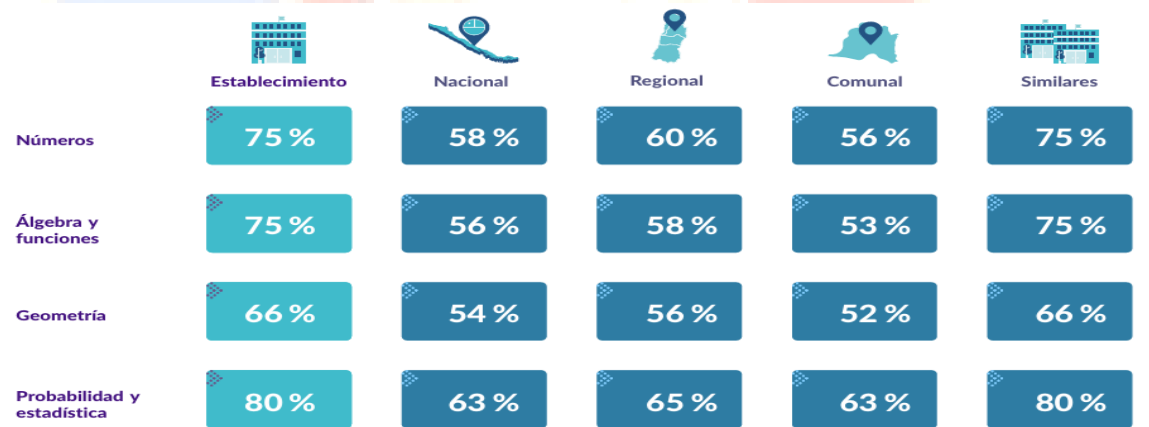 Establecimiento Nacional Regional Comunal Similares
Números 75 % 58 % 60 % 56 % 75 %
Álgebra y
funciones 75 % 56 % 58 % 53 % 75 %
Geometría 66 % 54 % 56 % 52 % 66 %
Probabilidad y
estadística 80 % 63 % 65 % 63 % 80 %